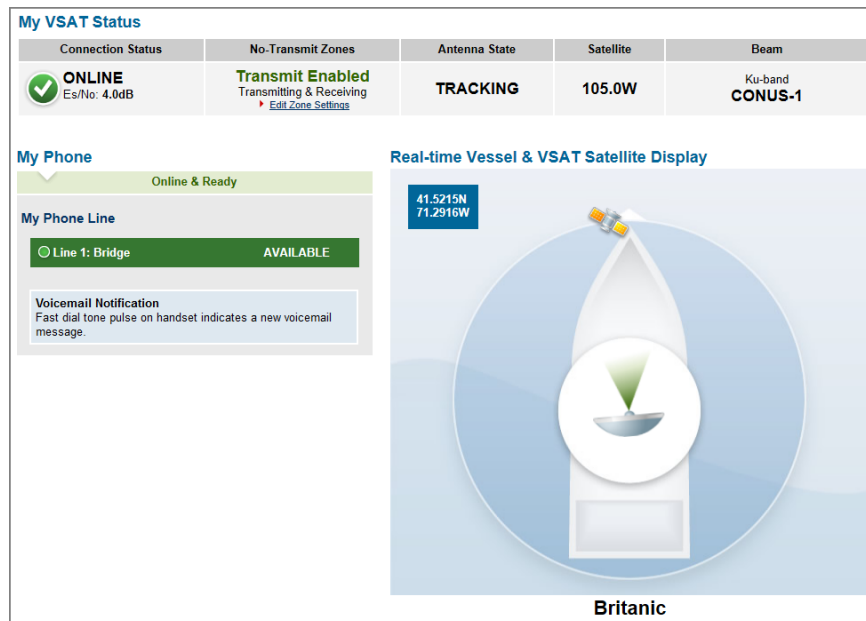 My VSAT Status
Connection Status No-Transmit Zones Antenna State Satellite Beam
ONLINE
Es/No: 4.0dB
Transmit Enabled
Transmitting & Receiving
Edit Zone Settings
TRACKING
105.0W
Ku-band
CONUS-1
My Phone
Online & Ready
My Phone Line
Line 1: Bridge AVAILABLE
Voicemail Notification
Fast dial tone pulse on handset indicates a new voicemail
message.
Real-time Vessel & VSAT Satellite Display
41.5215N
71.2916W
Britanic